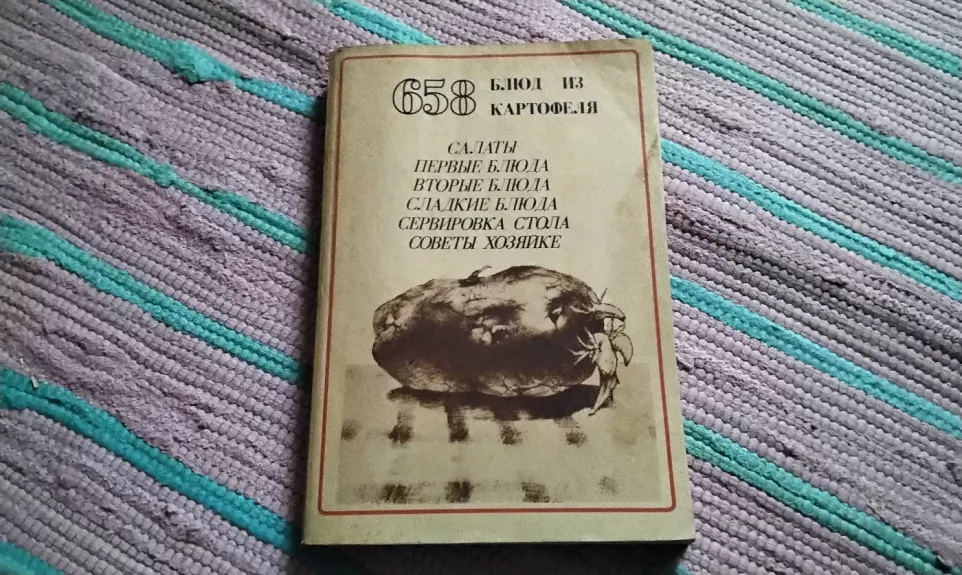 658 БЛЮД ИЗ
КАРТОФЕЛЯ
САЛАТЫ
ПЕРВЫЕ БЛЮДА
ВТОРЫЕ БЛЮДА
СЛАДКИЕ БЛЮДА
СЕРВИРОВКА СТОЛА
СОВЕТЫ ХОЗЯЙКЕ